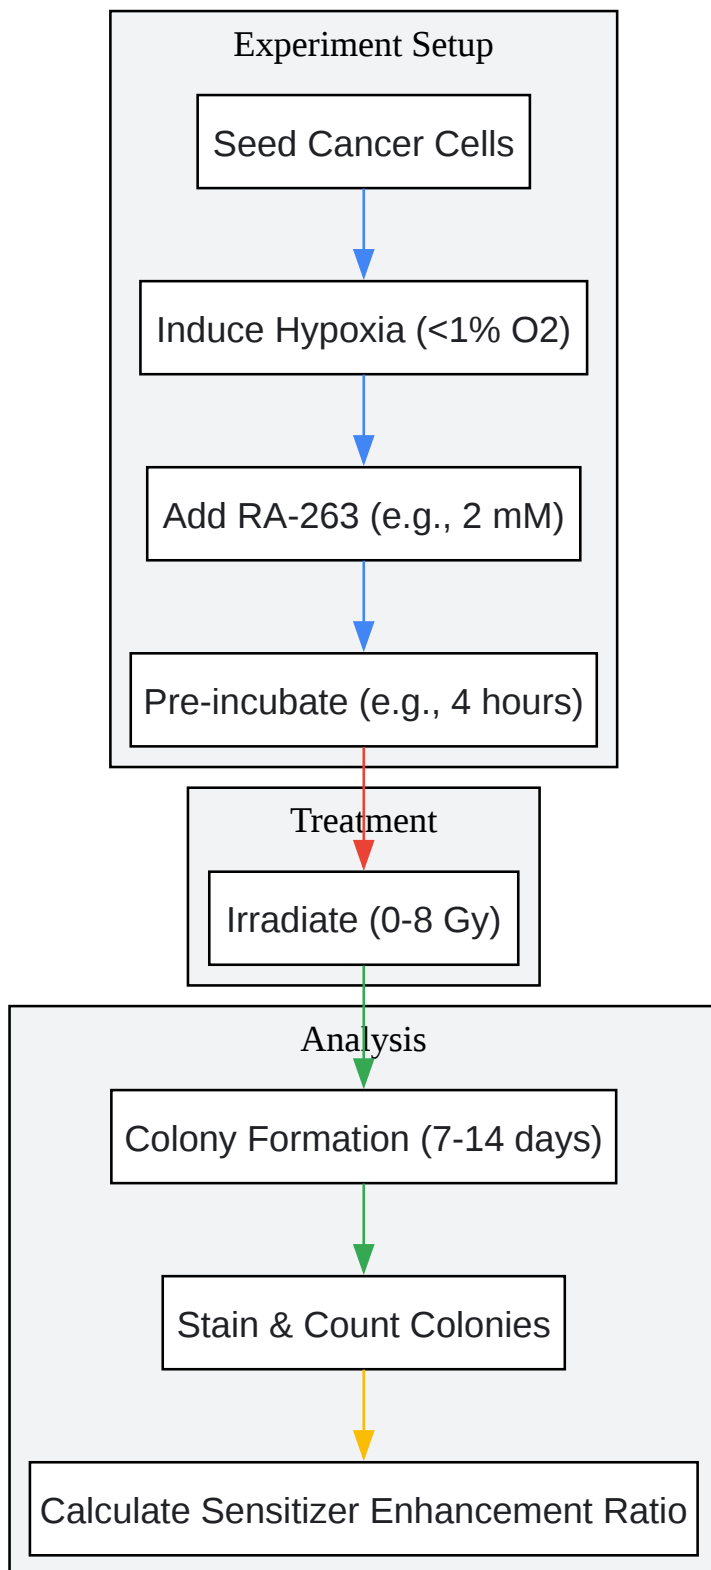 Experiment Setup
Seed Cancer Cells
Induce Hypoxia (<1% O2)
Add RA-263 (e.g., 2 mM)
Pre-incubate (e.g., 4 hours)
Treatment
Irradiate (0-8 Gy)
Analysis
Colony Formation (7-14 days)
Stain & Count Colonies
Calculate Sensitizer Enhancement Ratio